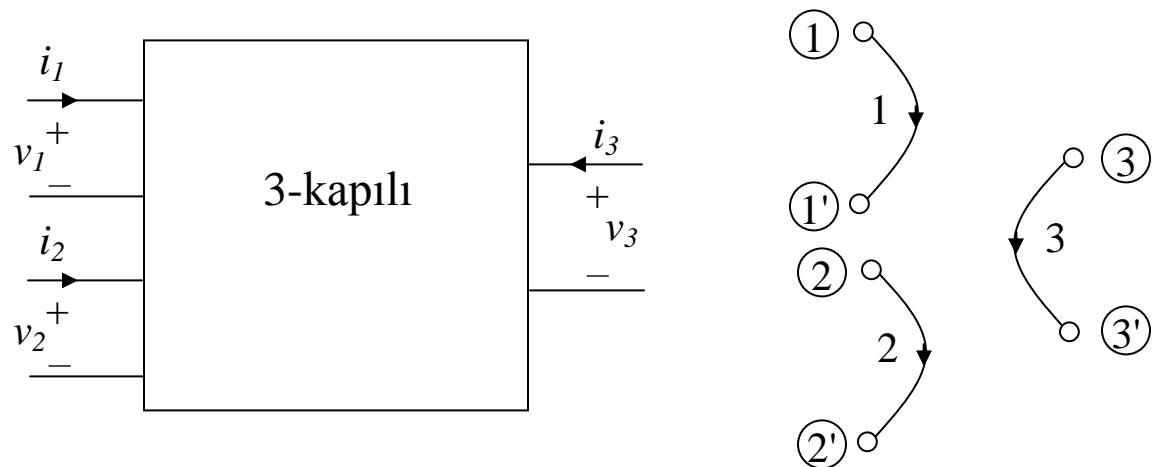 i₁
+
v₁
–
i₂
+
v₂
–
3-kapılı
i₃
+
v₃
–
①
1
①'
②
2
②'
③
3
③'